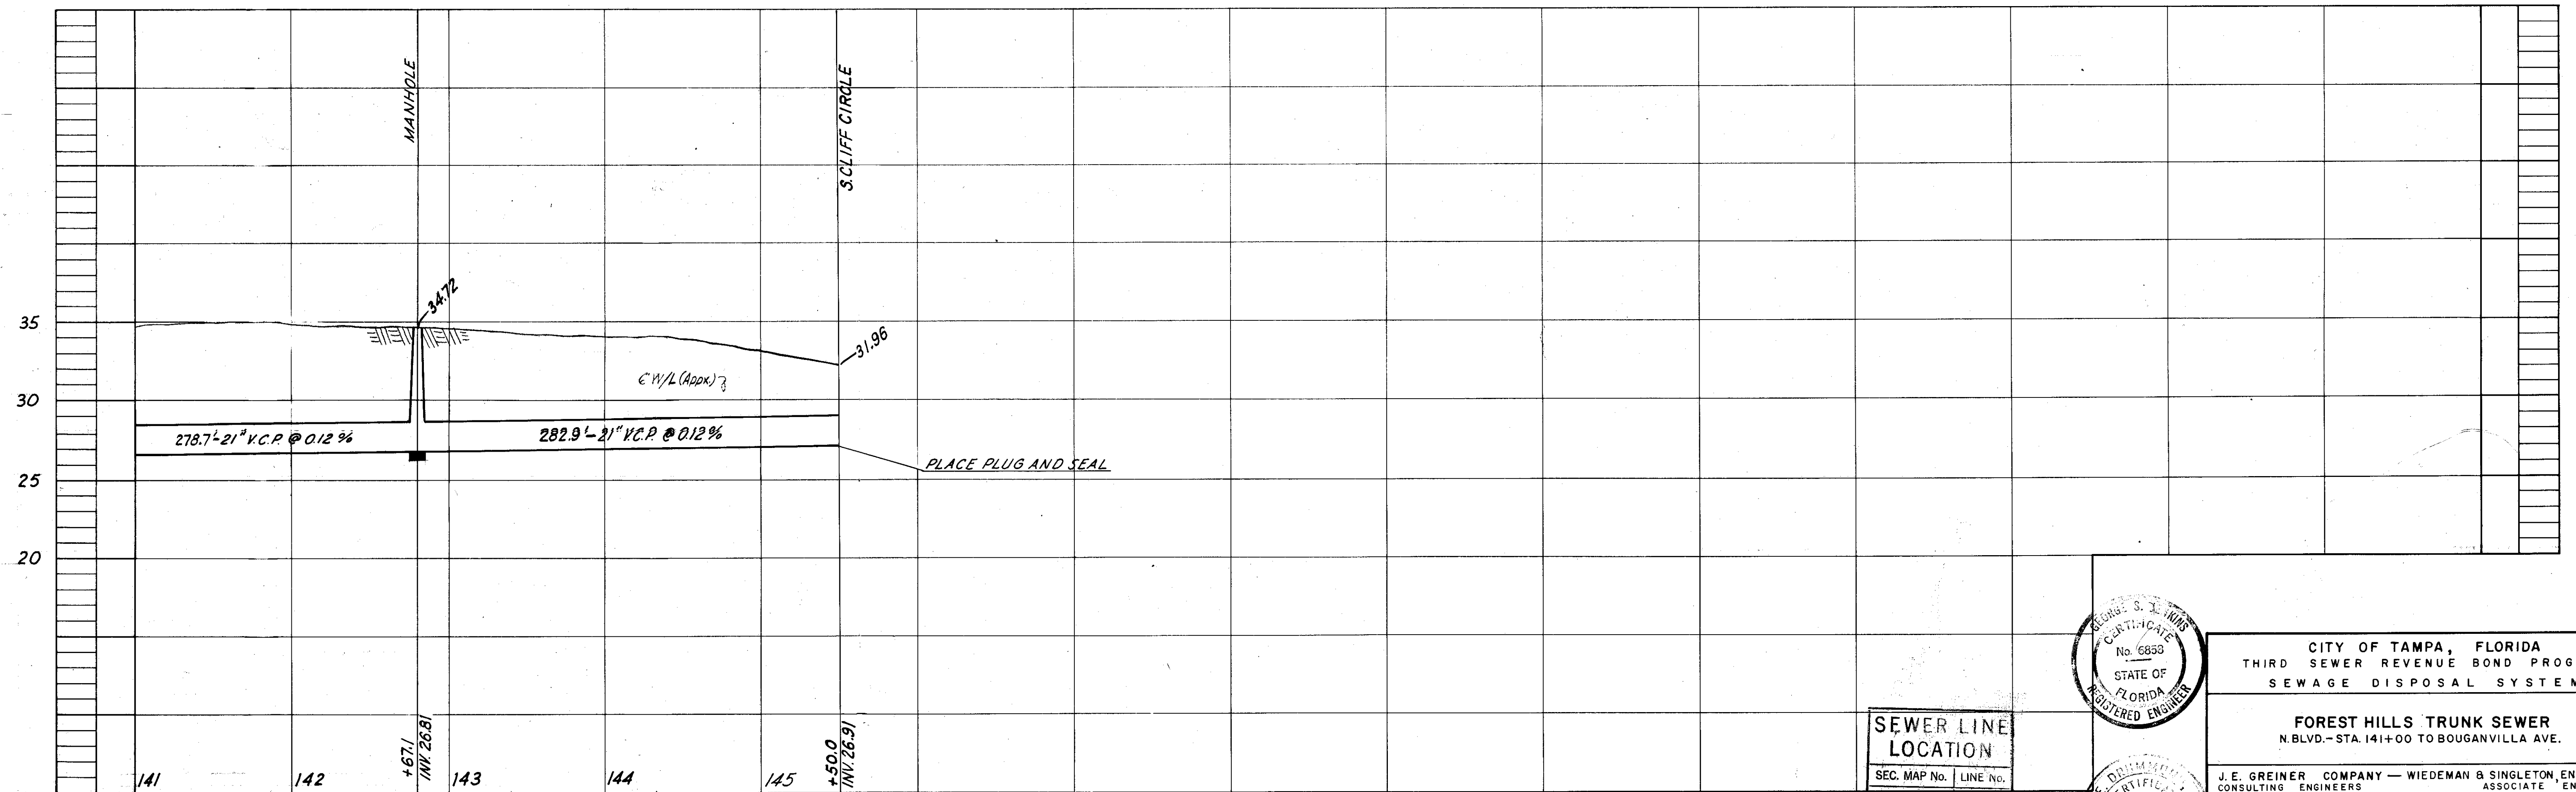 MANHOLE
S.CLIFF CIRCLE
34.72
35
31.96
W/L (Appx.)
30
278.7'-21" V.C.P. @ 0.12%
282.9'-21" V.C.P. @ 0.12%
PLACE PLUG AND SEAL
25
20
+67.1
INV. 26.81
+50.0
INV. 26.91
141
142
143
144
145
SEWER LINE
LOCATION
SEC. MAP No.
LINE No.
GEORGE S.
CERTIFICATE
No. 6858
STATE OF
FLORIDA
REGISTERED ENGINEER
CITY OF TAMPA, FLORIDA
THIRD SEWER REVENUE BOND PROG
SEWAGE DISPOSAL SYSTEM
FOREST HILLS TRUNK SEWER
N.BLVD.-STA. 141+00 TO BOUGANVILLA AVE.
J. E. GREINER COMPANY — WIEDEMAN & SINGLETON, EN
CONSULTING ENGINEERS ASSOCIATE EN